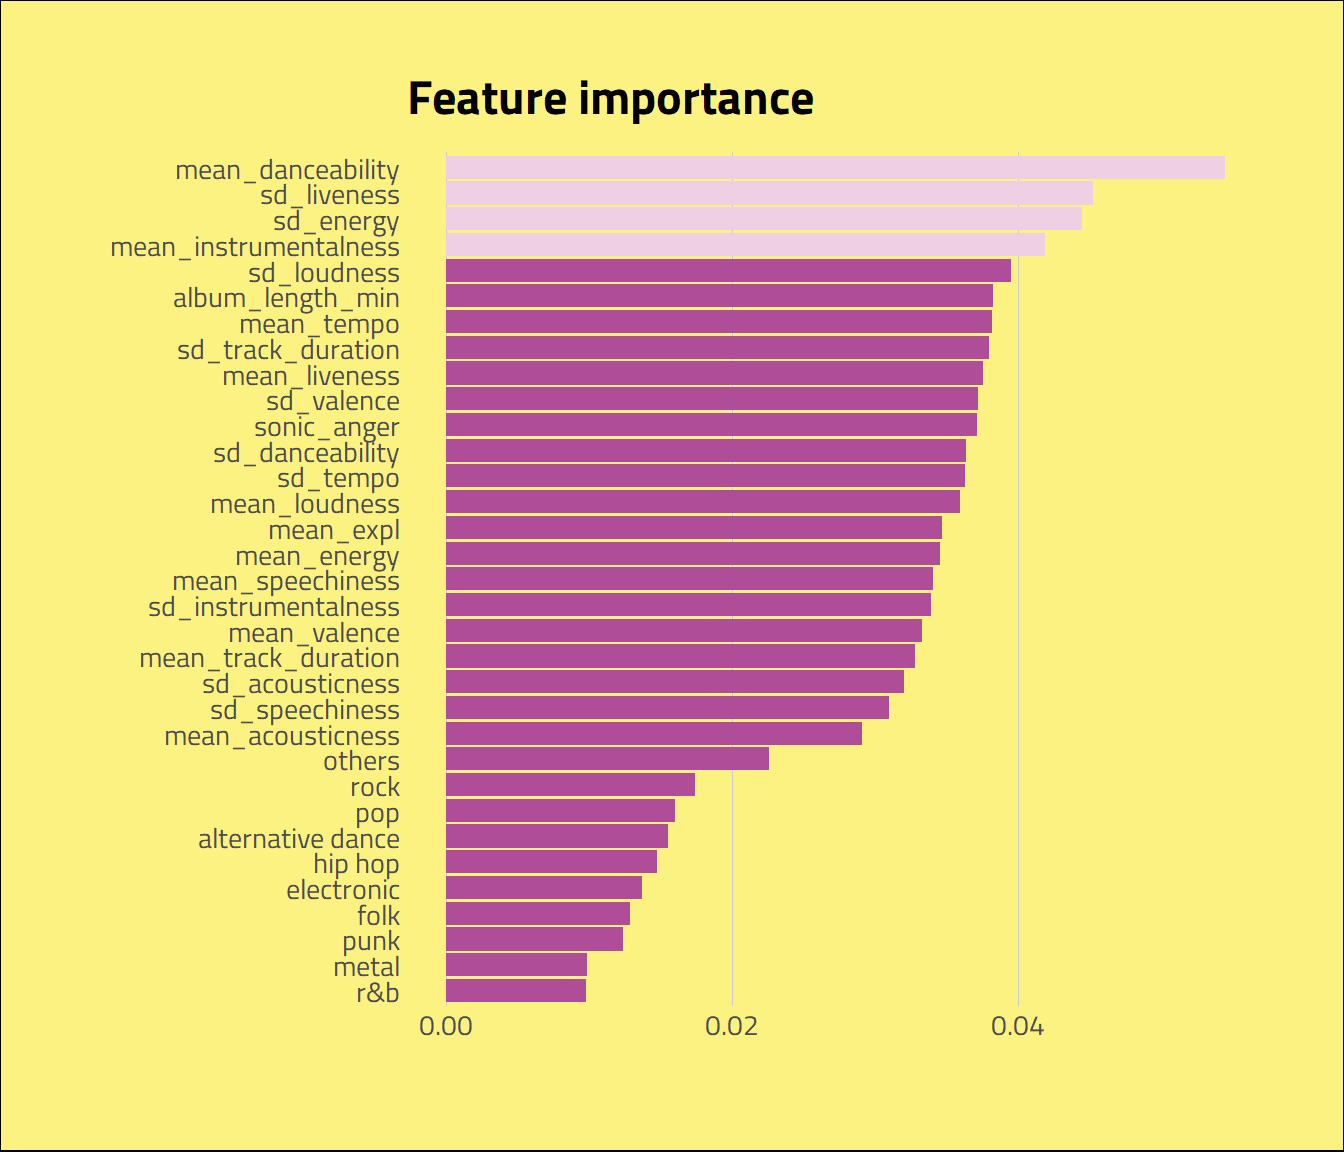 Feature importance
mean_danceability
sd_liveness
sd_energy
mean_instrumentalness
sd_loudness
album_length_min
mean_tempo
sd_track_duration
mean_liveness
sd_valence
sonic_anger
sd_danceability
sd_tempo
mean_loudness
mean_expl
mean_energy
mean_speechiness
sd_instrumentalness
mean_valence
mean_track_duration
sd_acousticness
sd_speechiness
mean_acousticness
others
rock
pop
alternative dance
hip hop
electronic
folk
punk
metal
r&b
0.00 0.02 0.04